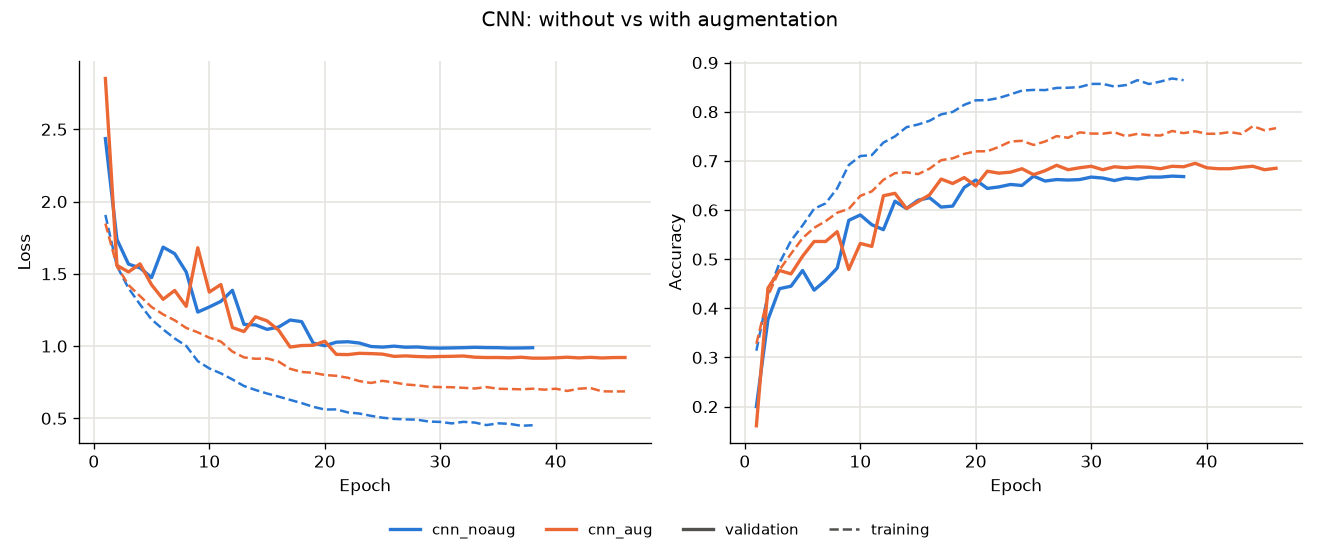 CNN: without vs with augmentation
Loss
2.5
2.0
1.5
1.0
0.5
0 10 20 30 40
Epoch
Accuracy
0.9
0.8
0.7
0.6
0.5
0.4
0.3
0.2
0 10 20 30 40
Epoch
cnn_noaug cnn_aug validation training